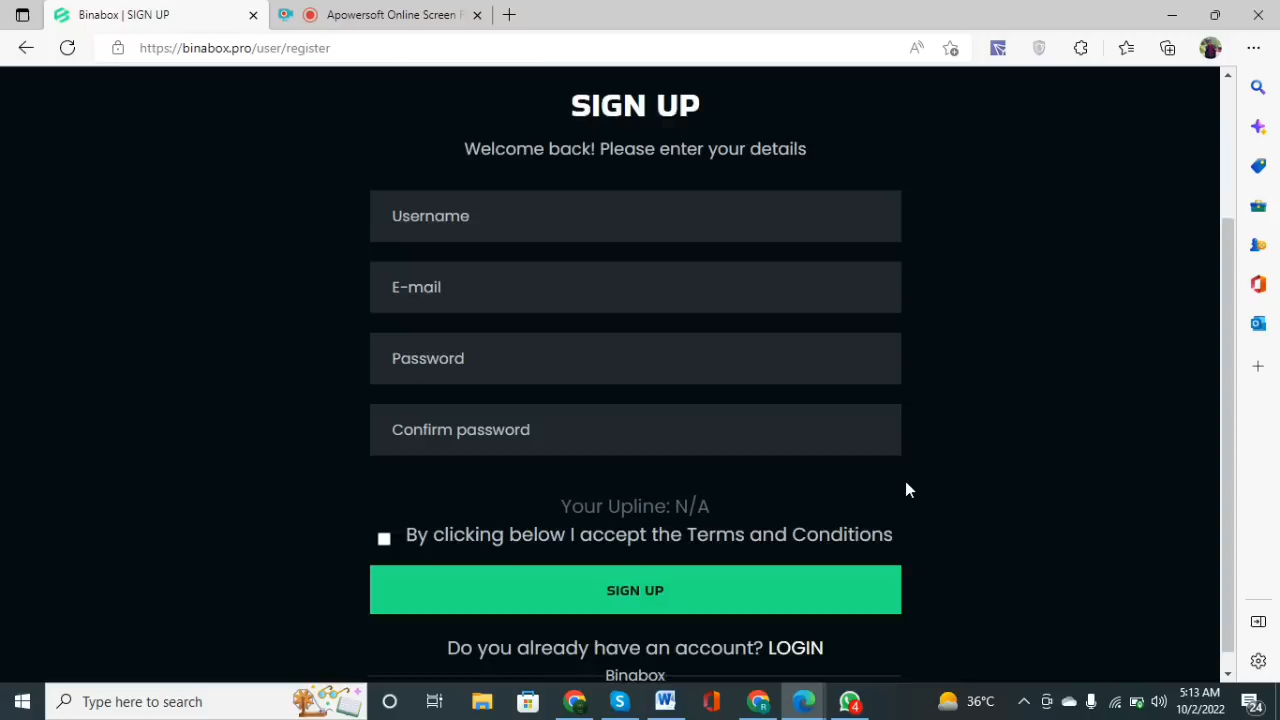 Binabox | SIGN UP
Apowersoft Online Screen
https://binabox.pro/user/register
SIGN UP
Welcome back! Please enter your details
Username
E-mail
Password
Confirm password
Your Upline: N/A
By clicking below I accept the Terms and Conditions
SIGN UP
Do you already have an account? LOGIN
Binabox
Type here to search
4
36°C
5:13 AM
10/2/2022
24